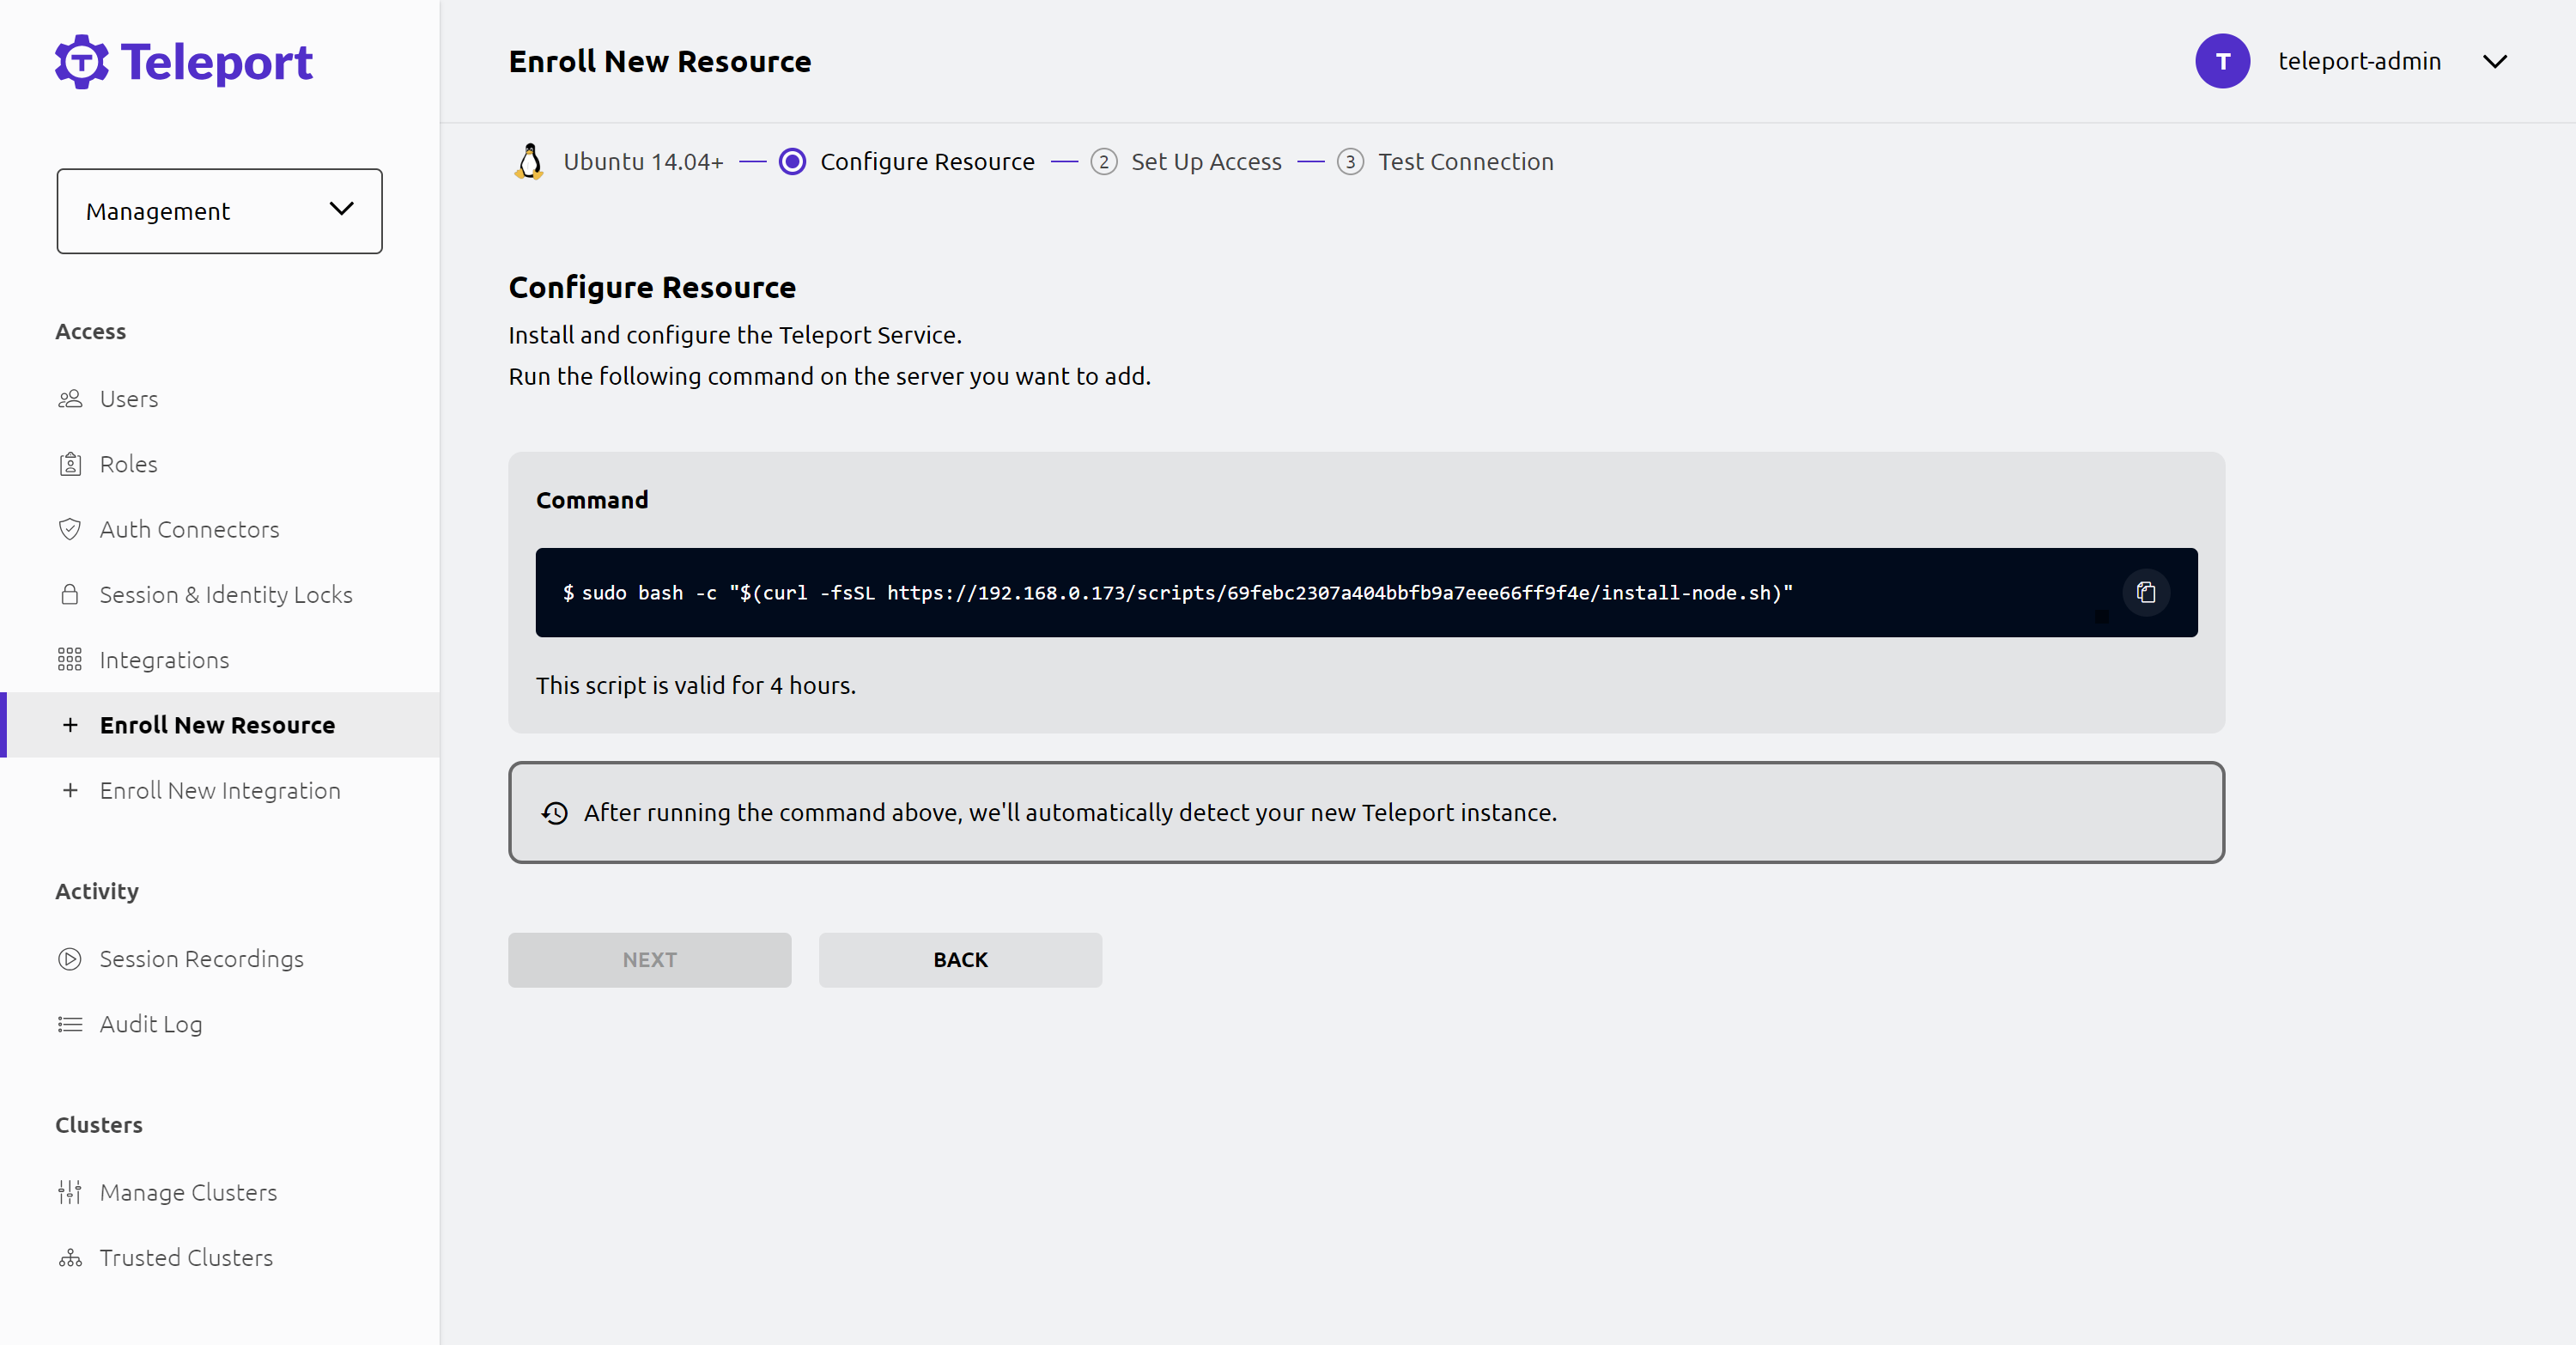 Teleport
Management
Access
Users
Roles
Auth Connectors
Session & Identity Locks
Integrations
+ Enroll New Resource
+ Enroll New Integration
Activity
Session Recordings
Audit Log
Clusters
Manage Clusters
Trusted Clusters
Enroll New Resource
T teleport-admin
Ubuntu 14.04+ Configure Resource 2 Set Up Access 3 Test Connection
Configure Resource
Install and configure the Teleport Service.
Run the following command on the server you want to add.
Command
$ sudo bash -c "$(curl -fsSL https://192.168.0.173/scripts/69febc2307a404bbfb9a7eee66ff9f4e/install-node.sh)"
This script is valid for 4 hours.
After running the command above, we'll automatically detect your new Teleport instance.
NEXT BACK